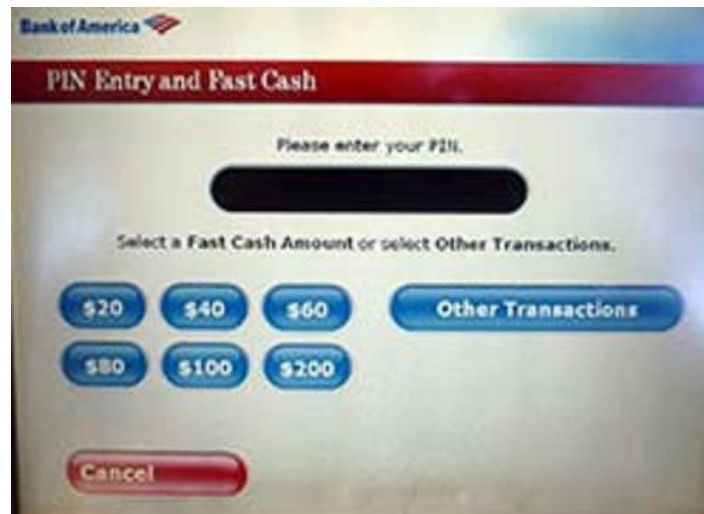 Bank of America
PIN Entry and Fast Cash
Please enter your PIN.
Select a Fast Cash Amount or select Other Transactions.
$20 $40 $60 Other Transactions
$80 $100 $200
Cancel